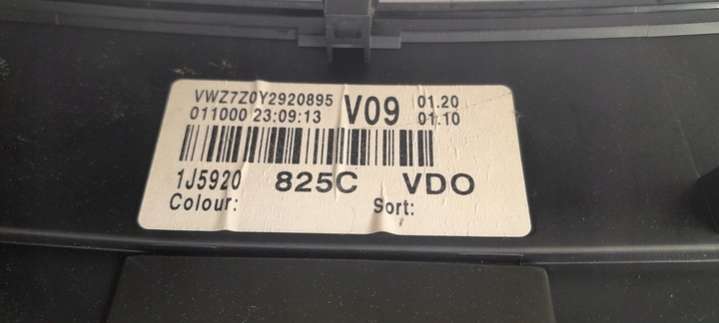 VWZ7Z0Y2920895 V09 01.20
011000 23:09:13 01.10
1J5920 825C VDO
Colour: Sort: